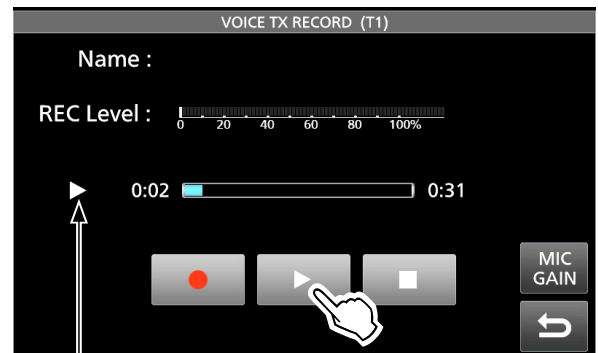 VOICE TX RECORD (T1)
Name :
REC Level :
0 20 40 60 80 100%
0:02 0:31
MIC
GAIN